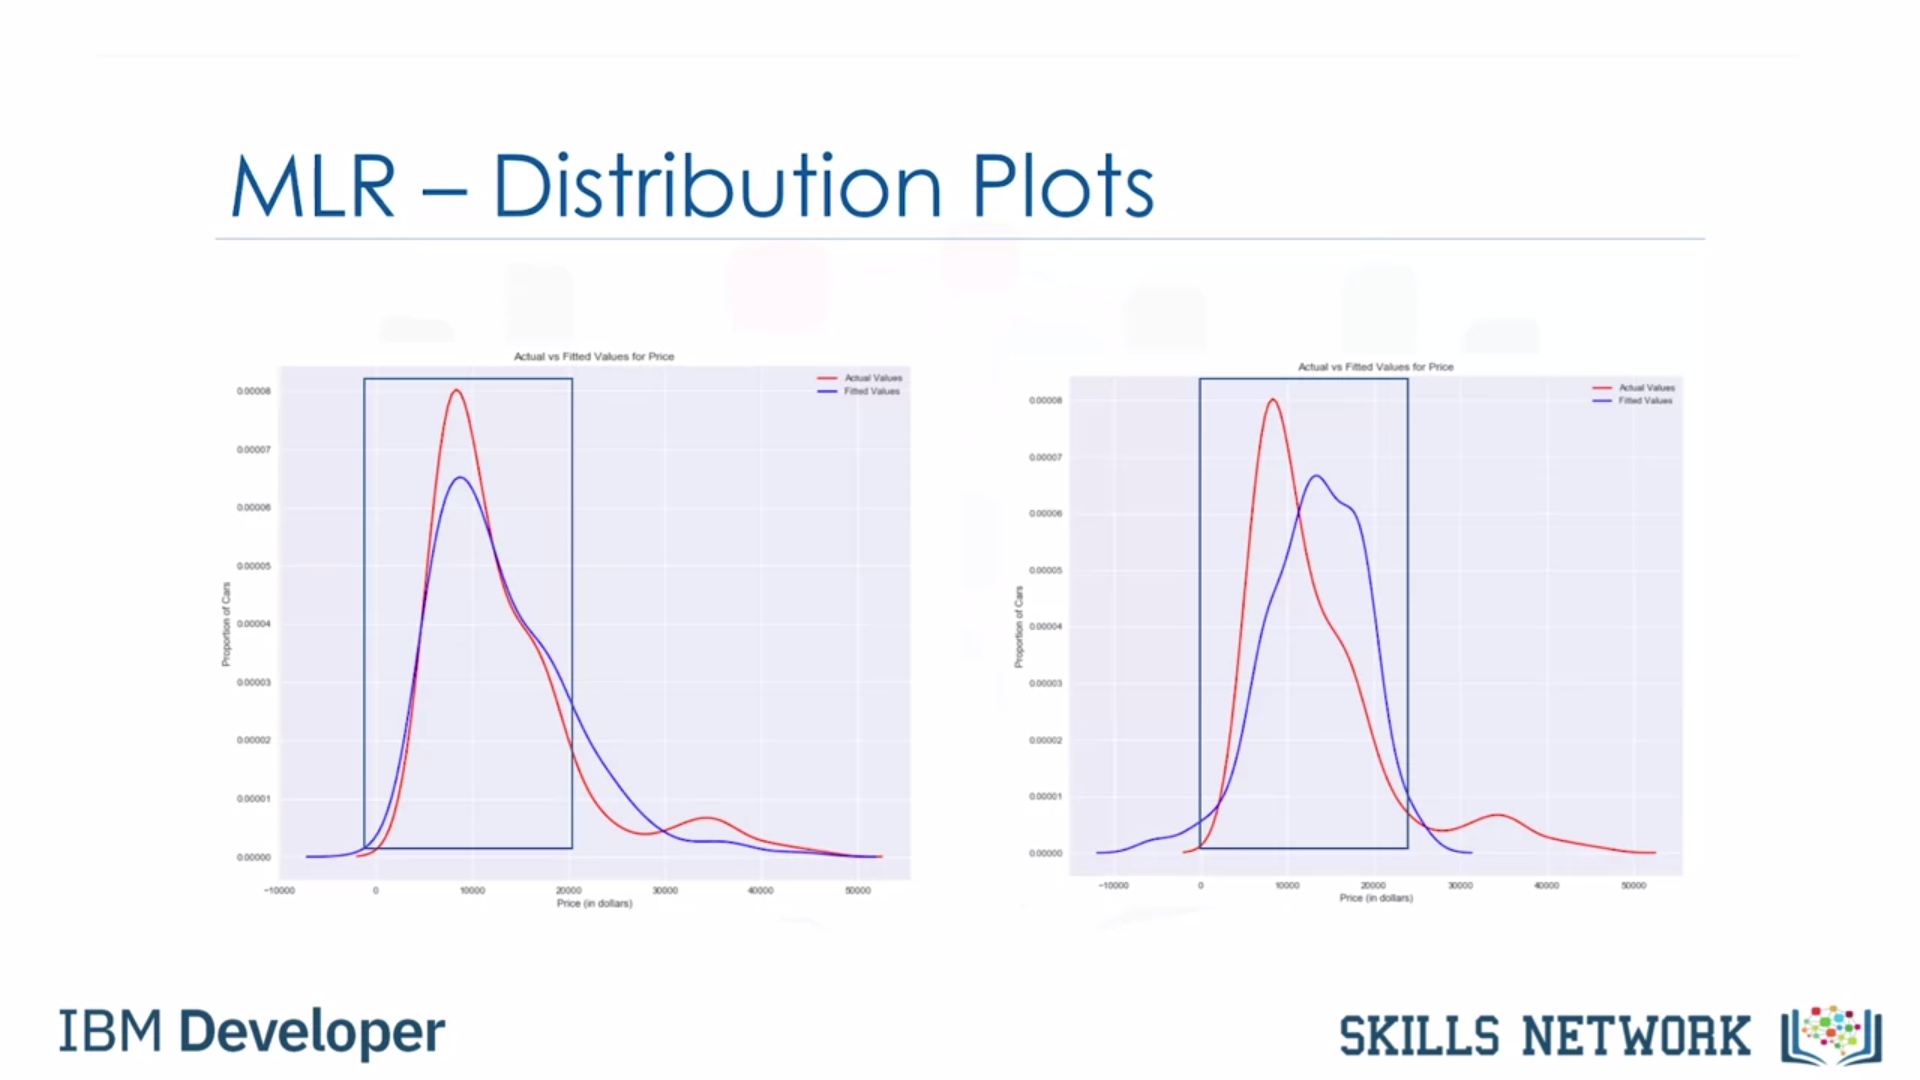 MLR – Distribution Plots
Actual vs Fitted Values for Price
Actual Values
Fitted Values
0.00008
0.00007
0.00006
0.00005
0.00004
0.00003
0.00002
0.00001
0.00000
Proportion of Cars
−10000 0 10000 20000 30000 40000 50000
Price (in dollars)
Actual vs Fitted Values for Price
Actual Values
Fitted Values
0.00008
0.00007
0.00006
0.00005
0.00004
0.00003
0.00002
0.00001
0.00000
Proportion of Cars
−10000 0 10000 20000 30000 40000 50000
Price (in dollars)
IBM Developer
SKILLS NETWORK